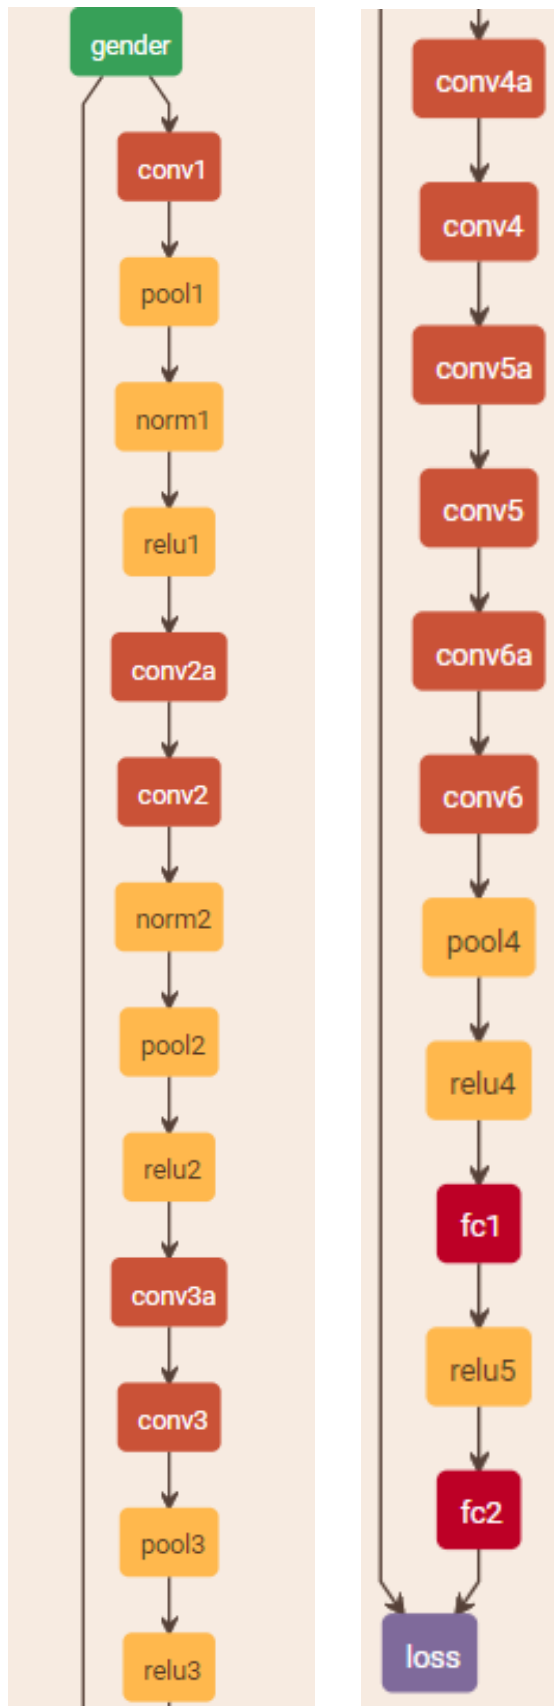 gender
conv1
pool1
norm1
relu1
conv2a
conv2
norm2
pool2
relu2
conv3a
conv3
pool3
relu3
conv4a
conv4
conv5a
conv5
conv6a
conv6
pool4
relu4
fc1
relu5
fc2
loss